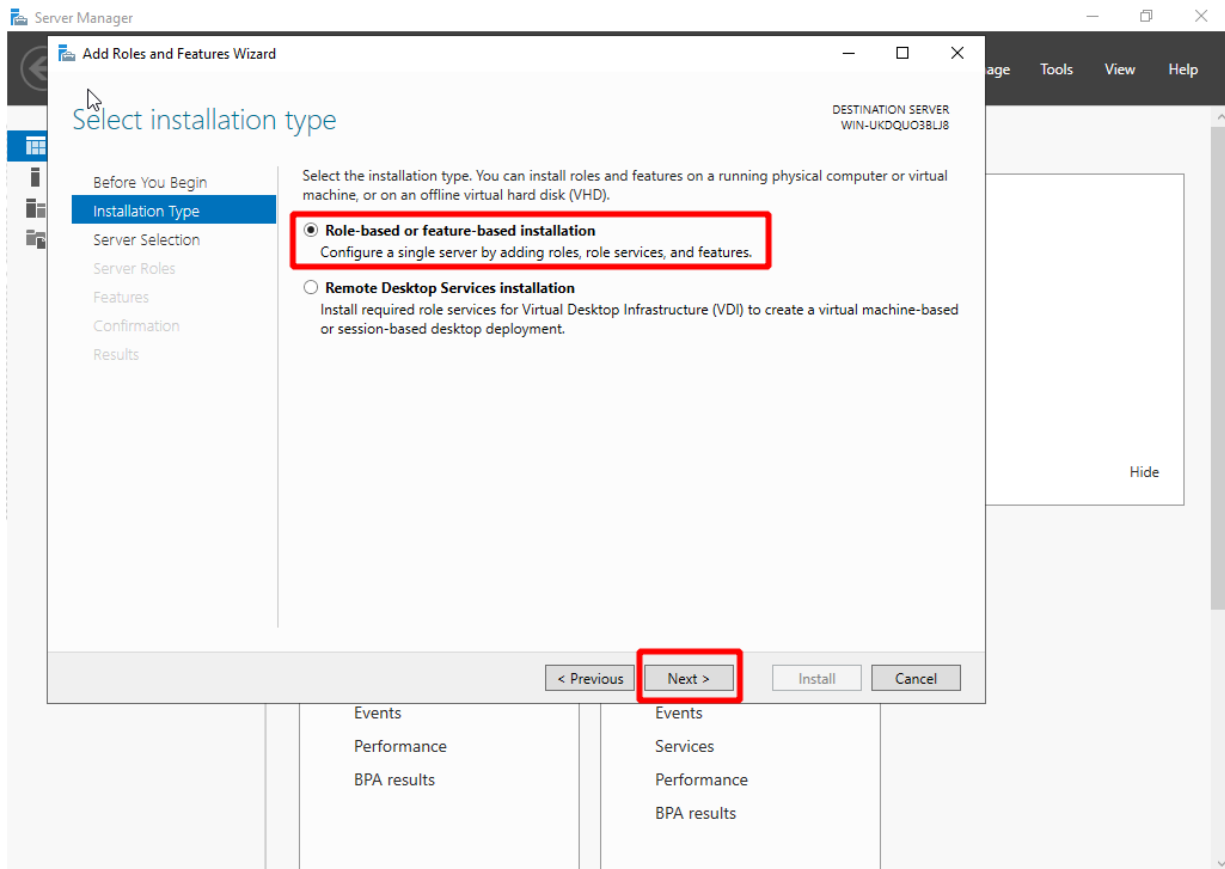 Server Manager
Add Roles and Features Wizard
Tools
View
Help
Select installation type
DESTINATION SERVER
WIN-UKDQUO3BLJ8
Before You Begin
Installation Type
Server Selection
Server Roles
Features
Confirmation
Results
Select the installation type. You can install roles and features on a running physical computer or virtual
machine, or on an offline virtual hard disk (VHD).
Role-based or feature-based installation
Configure a single server by adding roles, role services, and features.
Remote Desktop Services installation
Install required role services for Virtual Desktop Infrastructure (VDI) to create a virtual machine-based
or session-based desktop deployment.
Hide
< Previous
Next >
Install
Cancel
Events
Performance
BPA results
Events
Services
Performance
BPA results